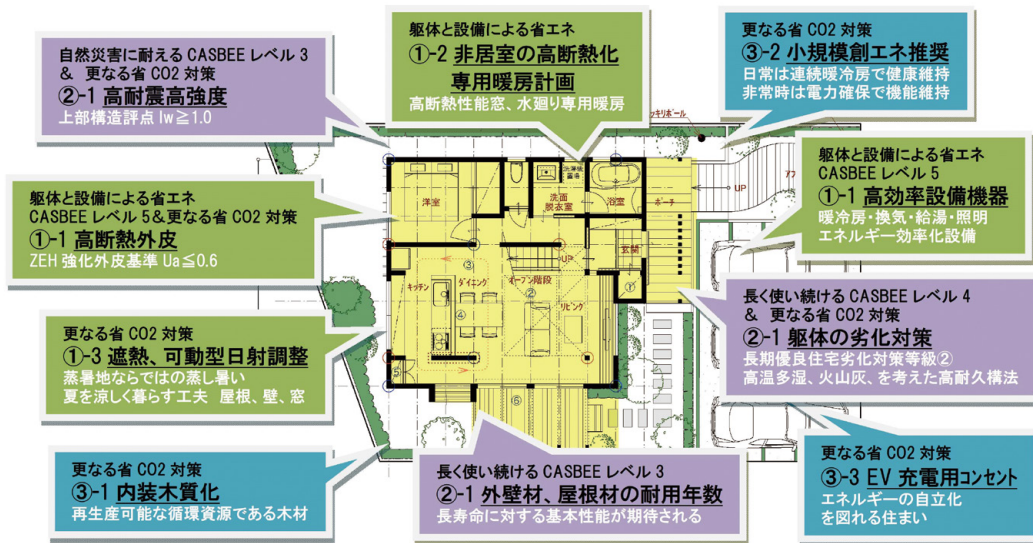 自然災害に耐える CASBEE レベル 3
& 更なる省 CO2 対策
②-1 高耐震高強度
上部構造評点 Iw≧1.0
躯体と設備による省エネ
①-2 非居室の高断熱化
専用暖房計画
高断熱性能窓、水廻り専用暖房
更なる省 CO2 対策
③-2 小規模創エネ推奨
日常は連続暖冷房で健康維持
非常時は電力確保で機能維持
躯体と設備による省エネ
CASBEE レベル 5＆更なる省 CO2 対策
①-1 高断熱外皮
ZEH 強化外皮基準 Ua≦0.6
躯体と設備による省エネ
CASBEE レベル 5
①-1 高効率設備機器
暖冷房・換気・給湯・照明
エネルギー効率化設備
更なる省 CO2 対策
①-3 遮熱、可動型日射調整
蒸暑地ならではの蒸し暑い
夏を涼しく暮らす工夫 屋根、壁、窓
長く使い続ける CASBEE レベル 4
& 更なる省 CO2 対策
②-1 躯体の劣化対策
長期優良住宅劣化対策等級②
高温多湿、火山灰、を考えた高耐久構法
更なる省 CO2 対策
③-1 内装木質化
再生産可能な循環資源である木材
長く使い続ける CASBEE レベル 3
②-1 外壁材、屋根材の耐用年数
長寿命に対する基本性能が期待される
更なる省 CO2 対策
③-3 EV 充電用コンセント
エネルギーの自立化
を図れる住まい
洋室
洗面
脱衣室
浴室
ポーチ
UP
玄関
UP
キッチン
③
ダイニング
オープン階段
②
リビング
①
④
⑤
⑥